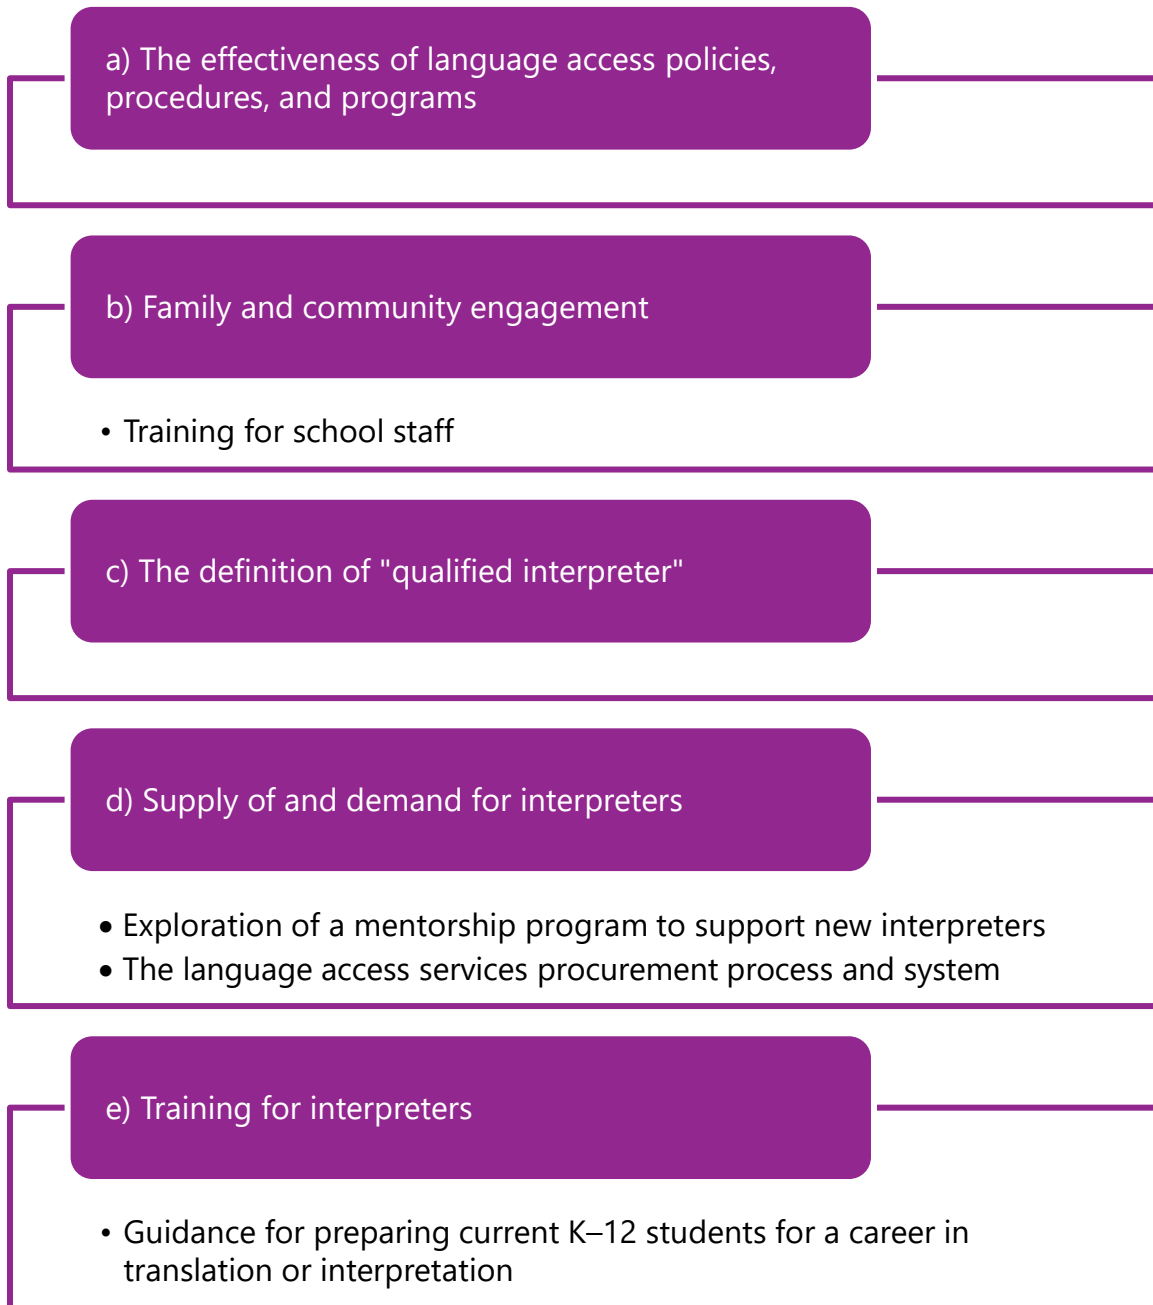 a) The effectiveness of language access policies,
procedures, and programs
b) Family and community engagement
• Training for school staff
c) The definition of "qualified interpreter"
d) Supply of and demand for interpreters
• Exploration of a mentorship program to support new interpreters
• The language access services procurement process and system
e) Training for interpreters
• Guidance for preparing current K–12 students for a career in
translation or interpretation